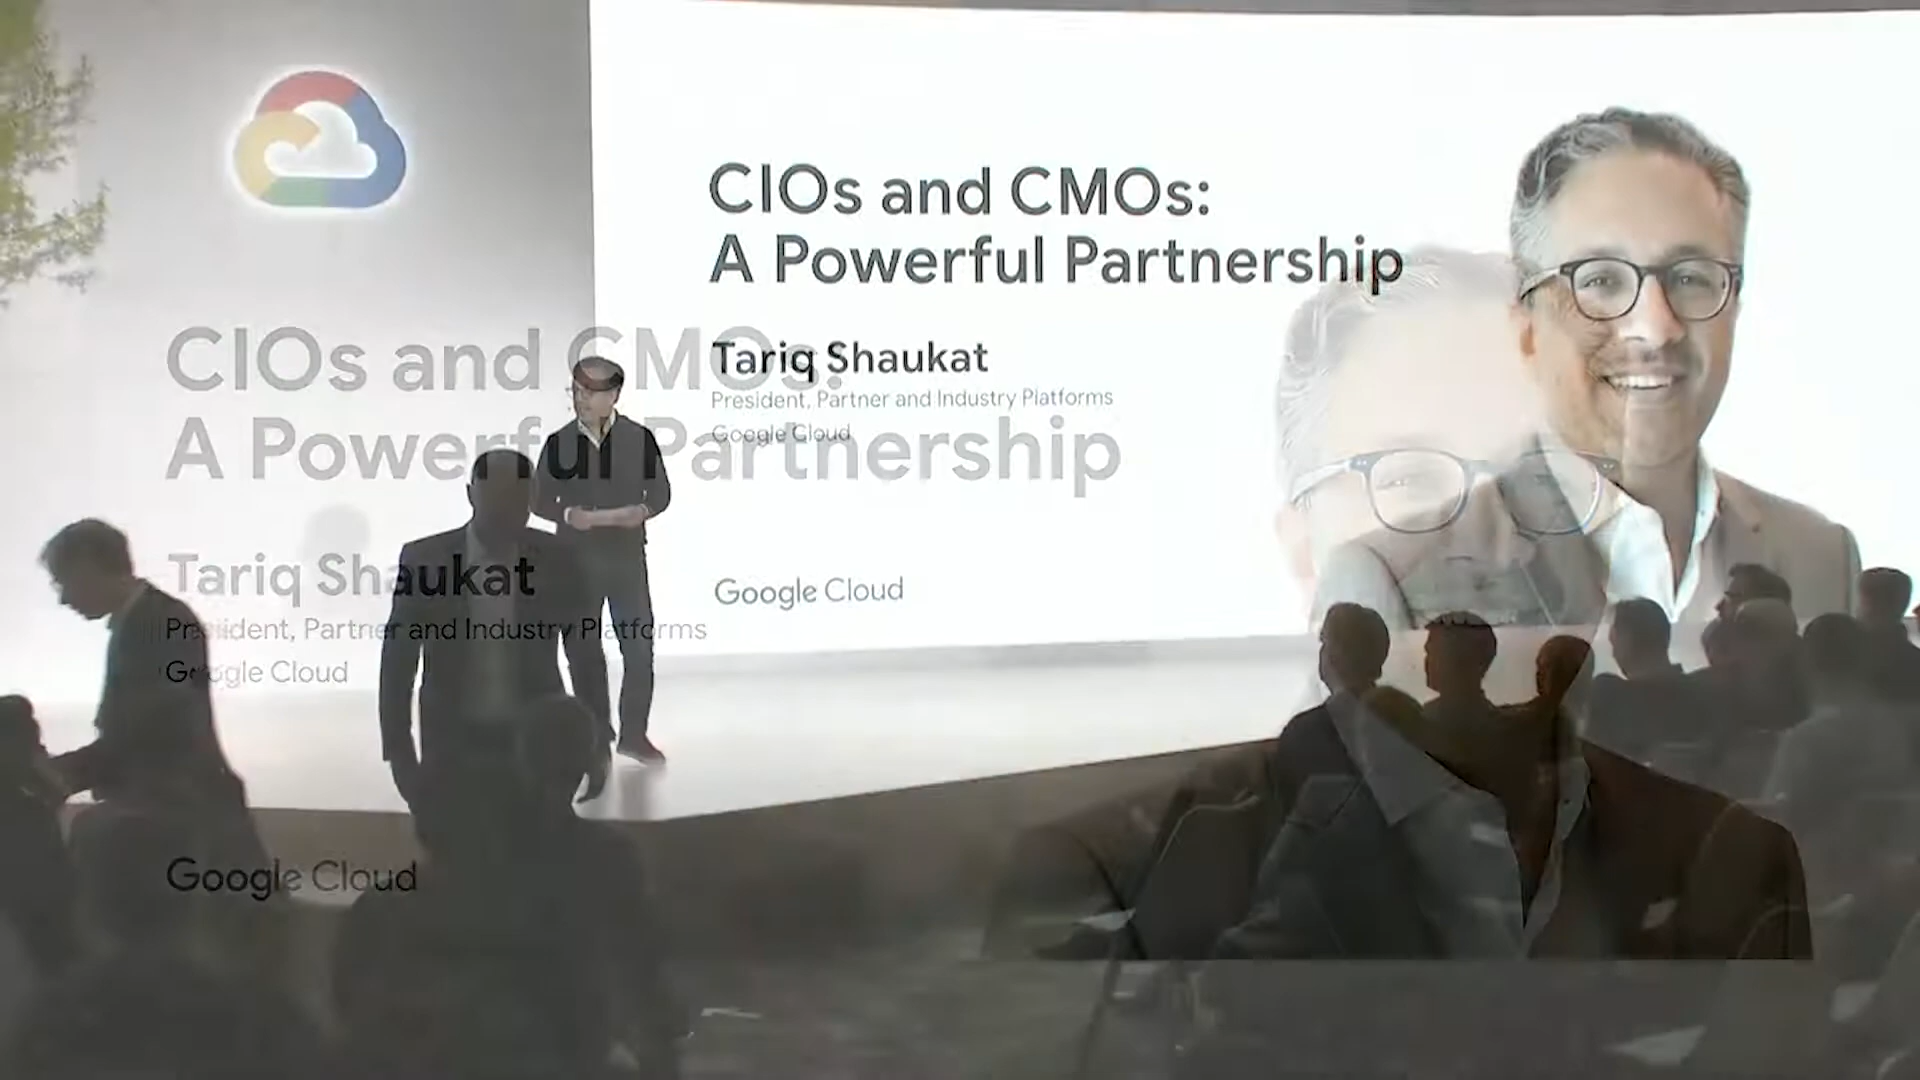 CIOs and CMOs:
A Powerful Partnership
Tariq Shaukat
President, Partner and Industry Platforms
Google Cloud
Google Cloud
CIOs and CMOs:
A Powerful Partnership
Tariq Shaukat
President, Partner and Industry Platforms
Google Cloud
Google Cloud